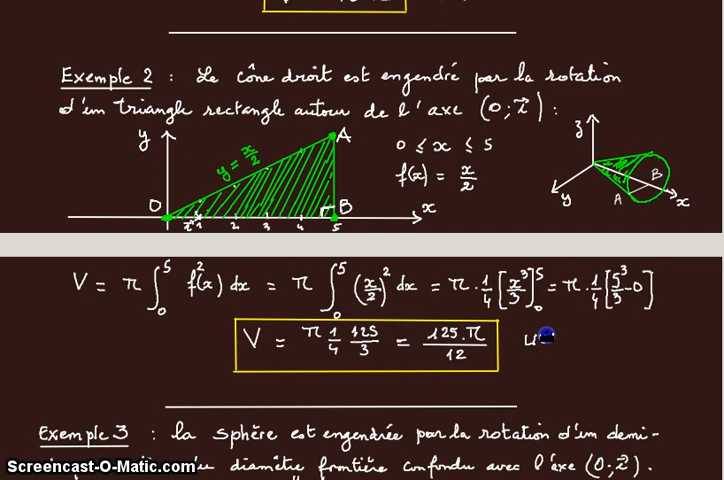 Exemple 2 : Le cône droit est engendré par la rotation
d'un triangle rectangle autour de l'axe (O; i⃗) :
y A
y = x/2
0 ≤ x ≤ 5
f(x) = x/2
O B x
i⃗ 1 2 3 4 5
z
y A B x
V = π ∫₀⁵ f²(x) dx = π ∫₀⁵ (x/2)² dx = π · 1/4 [x³/3]₀⁵ = π · 1/4 [5³/3 - 0]
V = π 1/4 125/3 = 125.π/12
Exemple 3 : la sphère est engendrée par la rotation d'un demi-
diamètre frontière confondu avec l'axe (O; i⃗).
Screencast-O-Matic.com